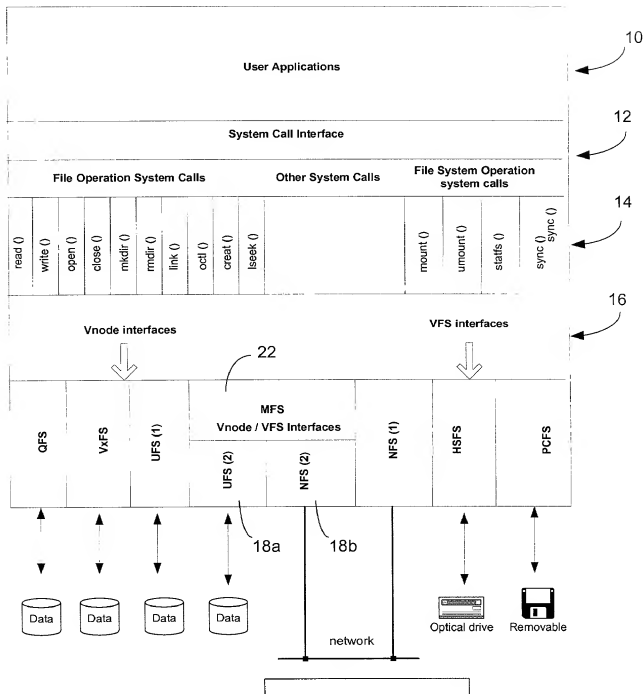 User Applications
10
System Call Interface
12
File Operation System Calls
Other System Calls
File System Operation
system calls
read ()
write ()
open ()
close ()
mkdir ()
rmdir ()
link ()
octl ()
creat ()
lseek ()
mount ()
umount ()
statfs ()
sync ()
sync ()
14
Vnode interfaces
VFS interfaces
16
22
QFS
VxFS
UFS (1)
MFS
Vnode / VFS Interfaces
UFS (2)
NFS (2)
NFS (1)
HSFS
PCFS
18a
18b
Data
Data
Data
Data
Optical drive
Removable
network